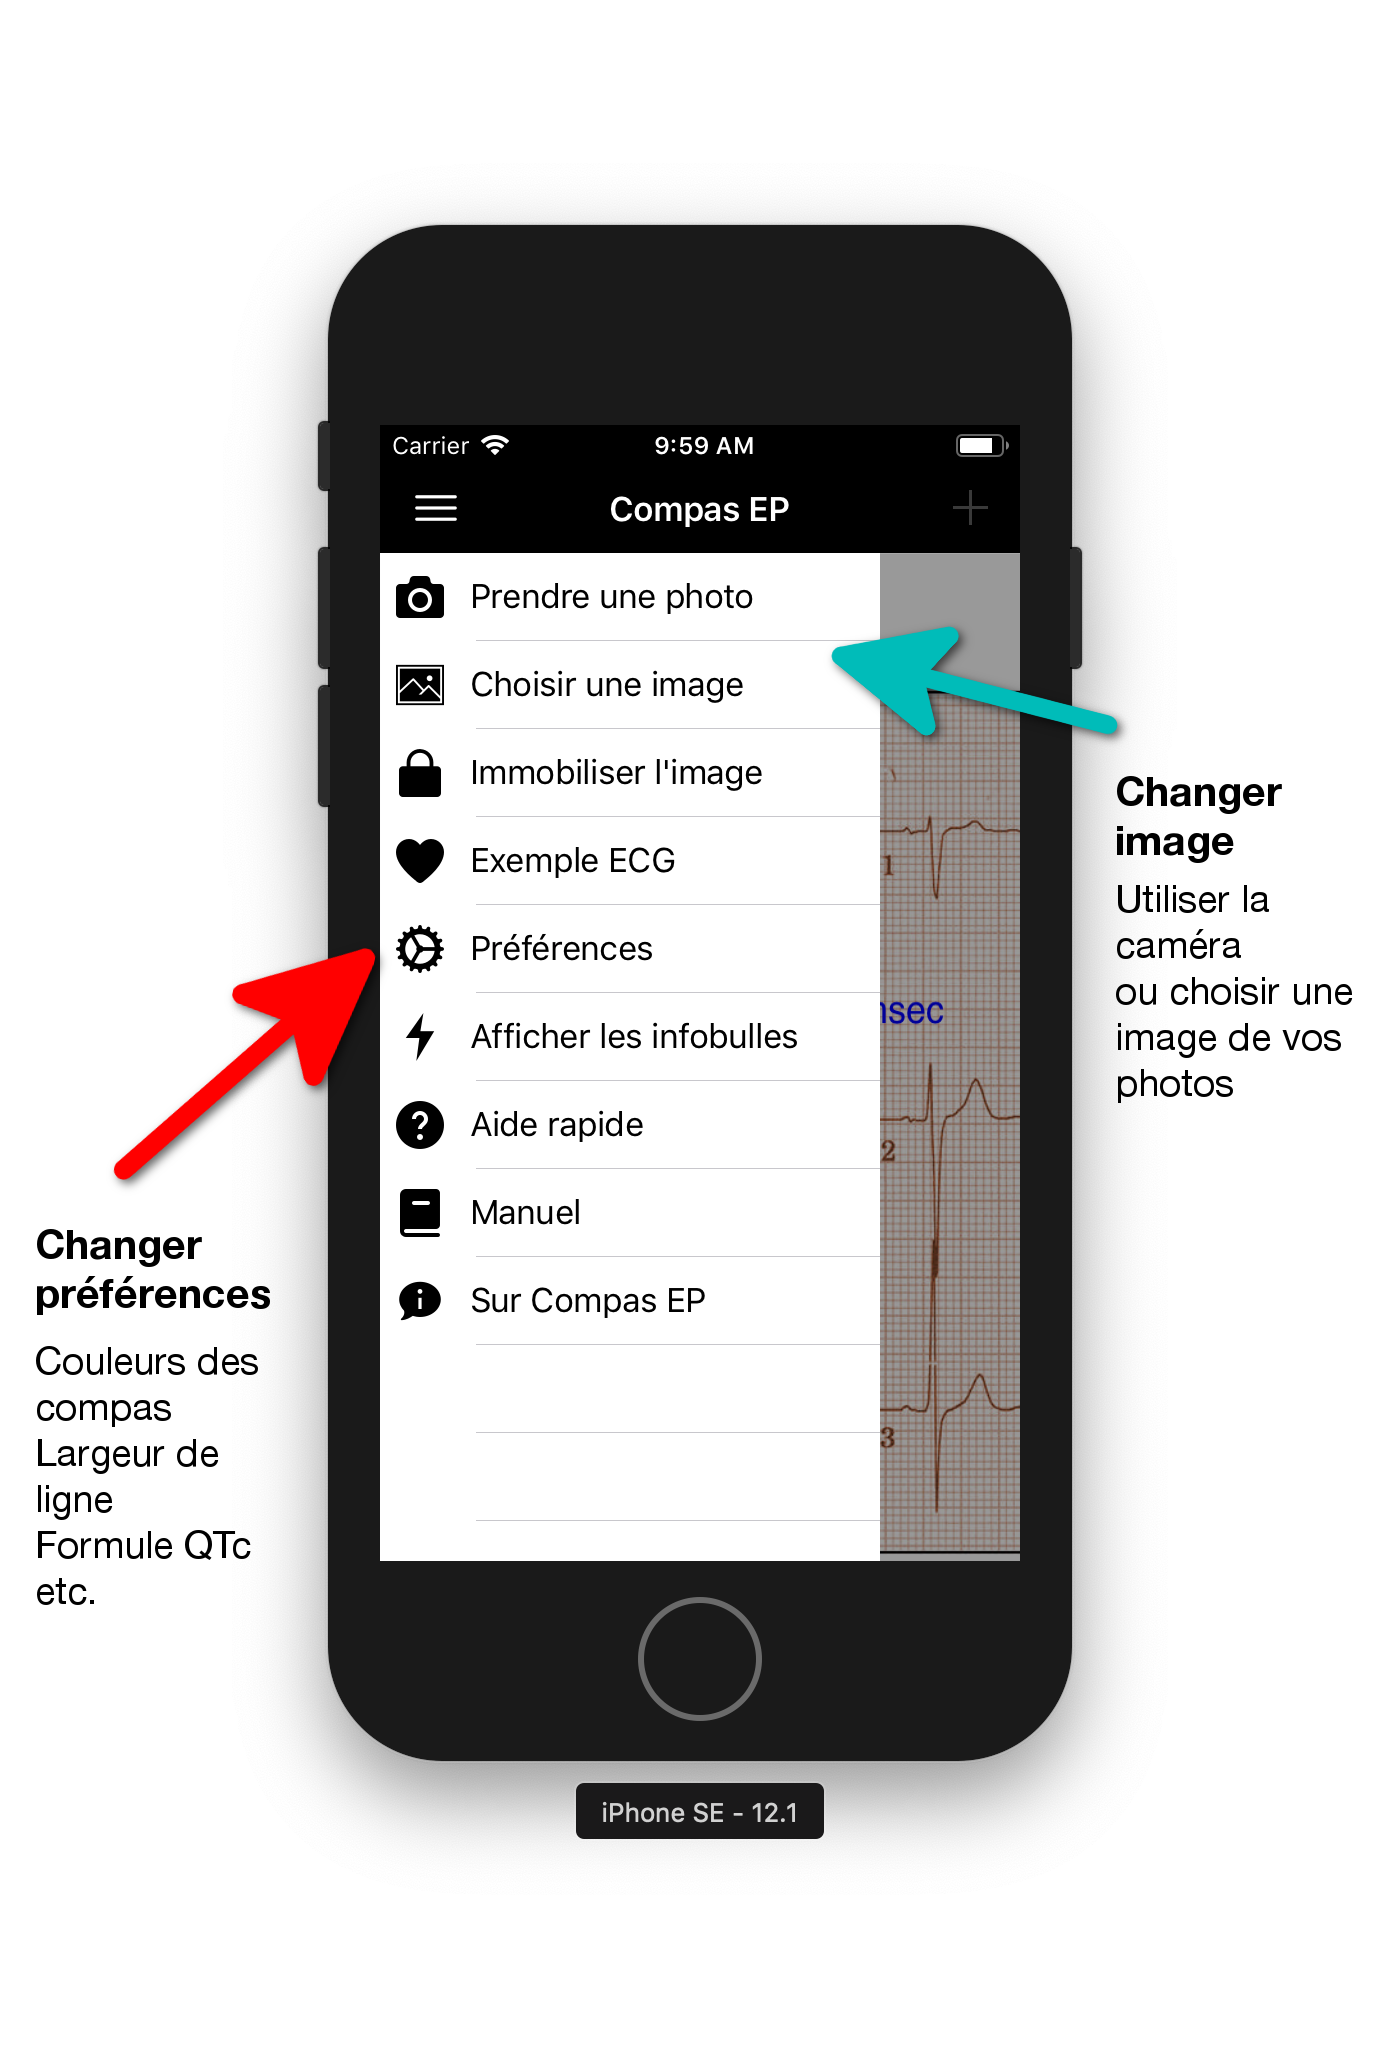 Carrier 9:59 AM
Compas EP
Prendre une photo
Choisir une image
Immobiliser l'image
Exemple ECG
Préférences
Afficher les infobulles
Aide rapide
Manuel
Sur Compas EP
1
sec
2
3
Changer
image
Utiliser la
caméra
ou choisir une
image de vos
photos
Changer
préférences
Couleurs des
compas
Largeur de
ligne
Formule QTc
etc.
iPhone SE - 12.1